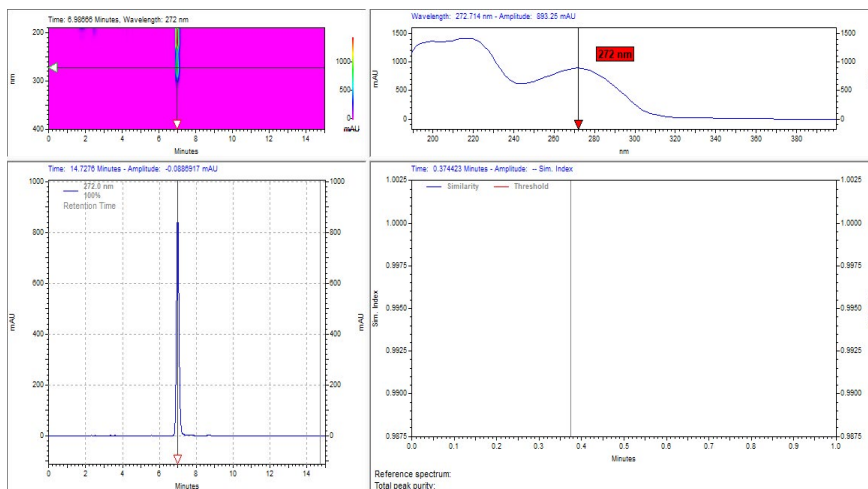 Time: 6.98666 Minutes, Wavelength: 272 nm
200
300
400
nm
0 2 4 6 8 10 12 14
Minutes
1000
500
0
mAU
Wavelength: 272.714 nm - Amplitude: 893.25 mAU
1500
1000
500
0
mAU
272 nm
1500
1000
500
0
mAU
200 220 240 260 280 300 320 340 360 380
nm
Time: 14.7276 Minutes - Amplitude: -0.0886917 mAU
272.0 nm
100%
Retention Time
1000
800
600
400
200
0
mAU
1000
800
600
400
200
0
mAU
0 2 4 6 8 10 12 14
Minutes
Time: 0.374423 Minutes - Amplitude: -- Sim. Index
Similarity Threshold
1.0025
1.0000
0.9975
0.9950
0.9925
0.9900
0.9875
Sim. Index
1.0025
1.0000
0.9975
0.9950
0.9925
0.9900
0.9875
0.0 0.1 0.2 0.3 0.4 0.5 0.6 0.7 0.8 0.9 1.0
Minutes
Reference spectrum:
Total peak purity: